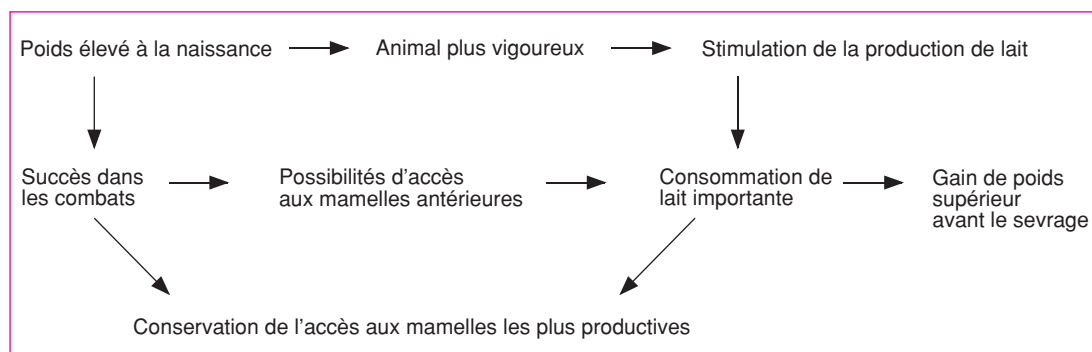 Poids élevé à la naissance
Animal plus vigoureux
Stimulation de la production de lait
Succès dans
les combats
Possibilités d'accès
aux mamelles antérieures
Consommation de
lait importante
Gain de poids
supérieur
avant le sevrage
Conservation de l'accès aux mamelles les plus productives